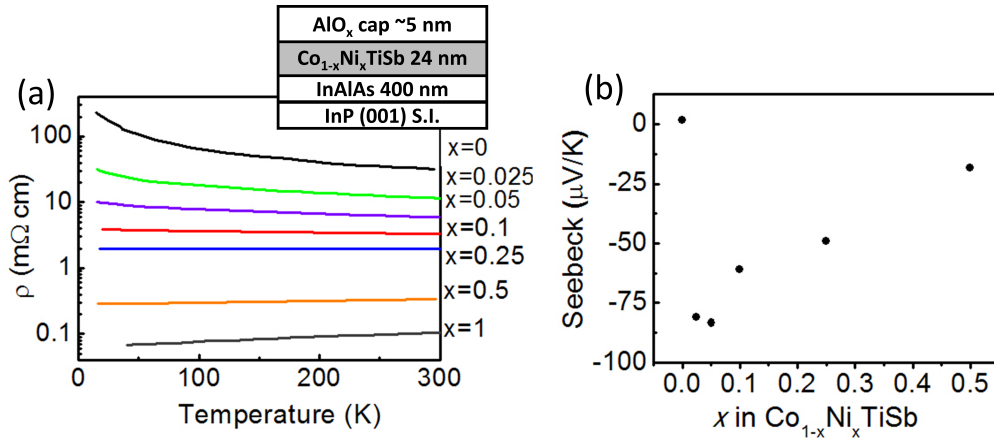 AlOx cap ~5 nm
Co1-xNixTiSb 24 nm
InAlAs 400 nm
InP (001) S.I.
(a)
ρ (mΩ cm)
100
10
1
0.1
x=0
x=0.025
x=0.05
x=0.1
x=0.25
x=0.5
x=1
0
100
200
300
Temperature (K)
(b)
Seebeck (μV/K)
0
-25
-50
-75
-100
0.0
0.1
0.2
0.3
0.4
0.5
x in Co1-xNixTiSb